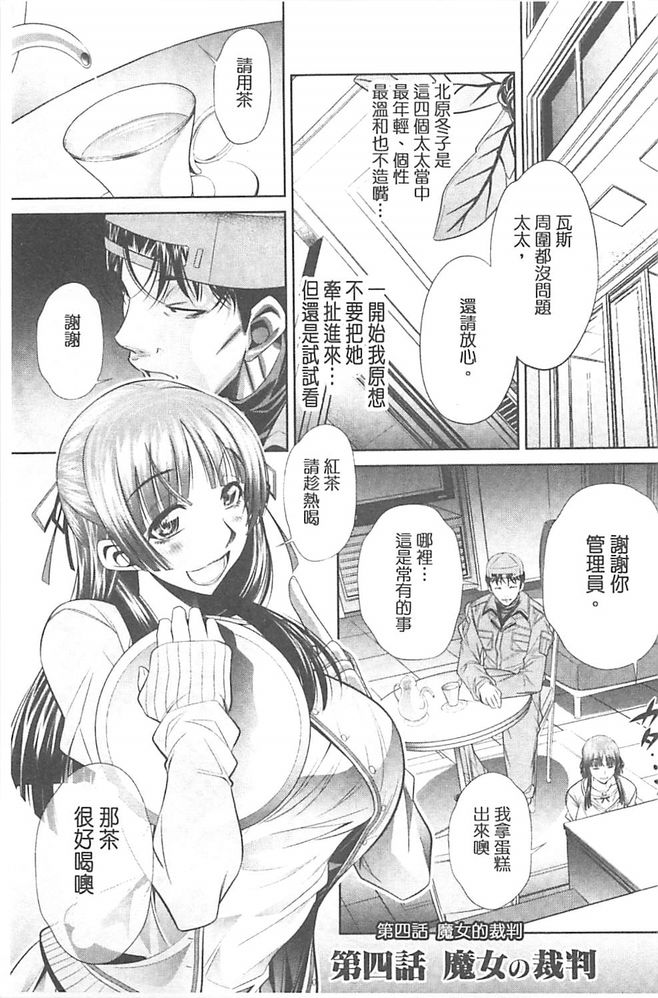 瓦斯
周圍都沒問題
太太，
還請放心。
北原冬子是
這四個太太當中
最年輕、個性
最溫和也不造嘴…
一開始我原想
不要把她
牽扯進來…
但還是試試看
請用茶
謝謝
謝謝你
管理員。
哪裡…
這是常有的事
紅茶
請趁熱喝
カタ…
我拿蛋糕
出來噢
那茶
很好喝噢
第四話 魔女的裁判
第四話 魔女の裁判